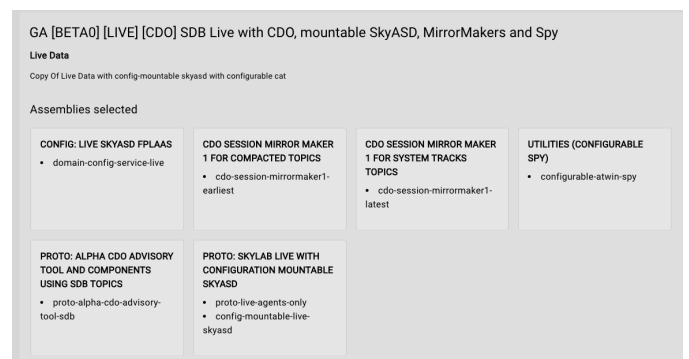 GA [BETA0] [LIVE] [CDO] SDB Live with CDO, mountable SkyASD, MirrorMakers and Spy
Live Data
Copy Of Live Data with config-mountable skyasd with configurable cat
Assemblies selected
CONFIG: LIVE SKYASD FPLAAS
• domain-config-service-live
CDO SESSION MIRROR MAKER
1 FOR COMPACTED TOPICS
• cdo-session-mirrormaker1-
earliest
CDO SESSION MIRROR MAKER
1 FOR SYSTEM TRACKS
TOPICS
• cdo-session-mirrormaker1-
latest
UTILITIES (CONFIGURABLE
SPY)
• configurable-atwin-spy
PROTO: ALPHA CDO ADVISORY
TOOL AND COMPONENTS
USING SDB TOPICS
• proto-alpha-cdo-advisory-
tool-sdb
PROTO: SKYLAB LIVE WITH
CONFIGURATION MOUNTABLE
SKYASD
• proto-live-agents-only
• config-mountable-live-
skyasd